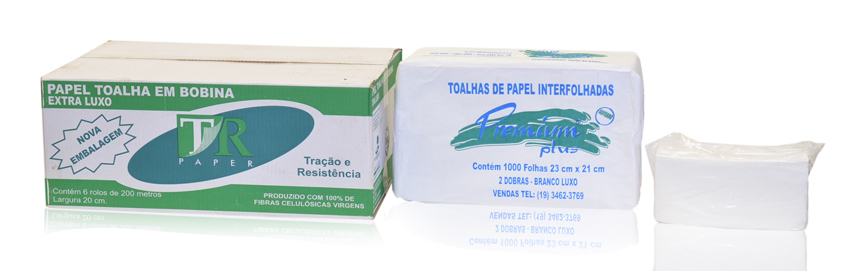 PAPEL TOALHA EM BOBINA
EXTRA LUXO
NOVA
EMBALAGEM
TR
PAPER
Tração e
Resistência
Contém 6 rolos de 200 metros
Largura 20 cm.
PRODUZIDO COM 100% DE
FIBRAS CELULÓSICAS VIRGENS
TOALHAS DE PAPEL INTERFOLHADAS
Premium
plus
Contém 1000 Folhas 23 cm x 21 cm
2 DOBRAS - BRANCO LUXO
VENDAS TEL: (19) 3462-3769